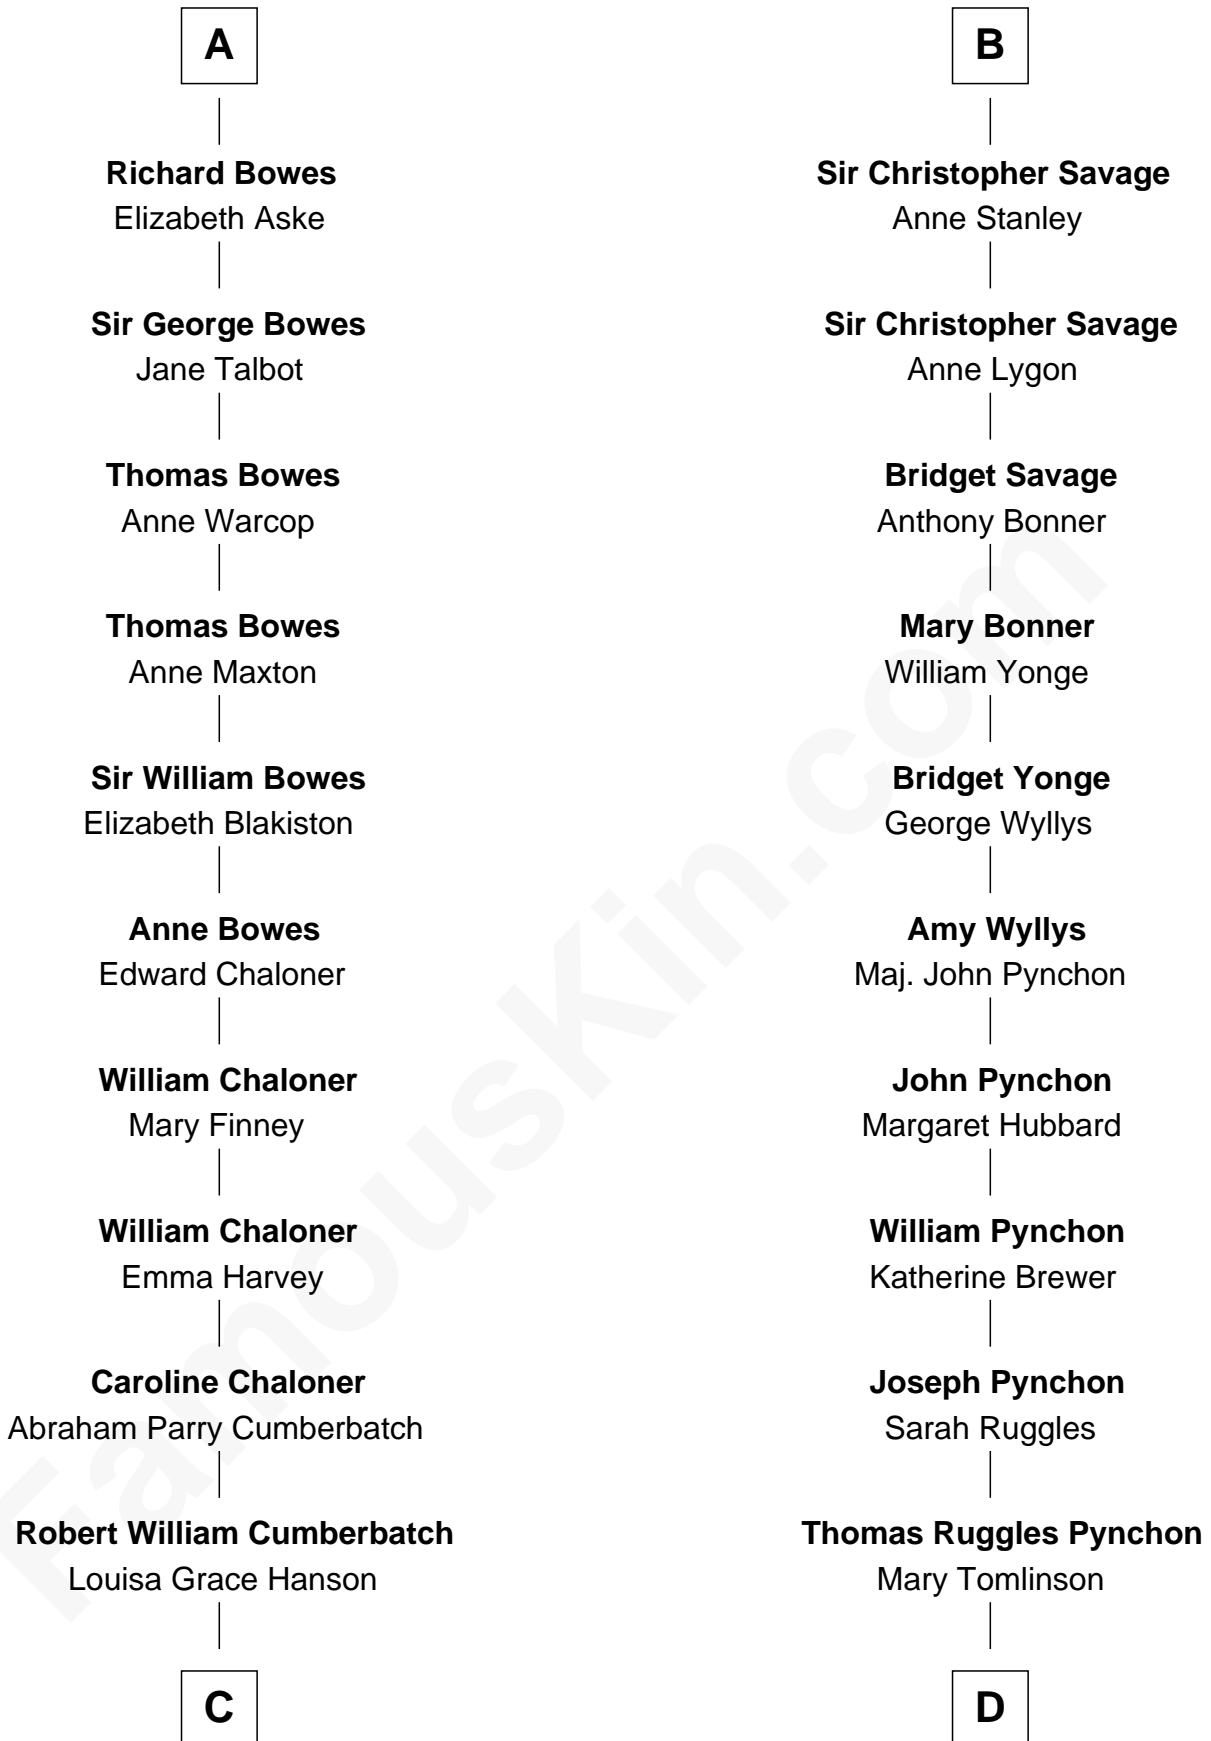 A
Richard Bowes
Elizabeth Aske
Sir George Bowes
Jane Talbot
Thomas Bowes
Anne Warcop
Thomas Bowes
Anne Maxton
Sir William Bowes
Elizabeth Blakiston
Anne Bowes
Edward Chaloner
William Chaloner
Mary Finney
William Chaloner
Emma Harvey
Caroline Chaloner
Abraham Parry Cumberbatch
Robert William Cumberbatch
Louisa Grace Hanson
C
B
Sir Christopher Savage
Anne Stanley
Sir Christopher Savage
Anne Lygon
Bridget Savage
Anthony Bonner
Mary Bonner
William Yonge
Bridget Yonge
George Wyllys
Amy Wyllys
Maj. John Pynchon
John Pynchon
Margaret Hubbard
William Pynchon
Katherine Brewer
Joseph Pynchon
Sarah Ruggles
Thomas Ruggles Pynchon
Mary Tomlinson
D
FamousKin.com